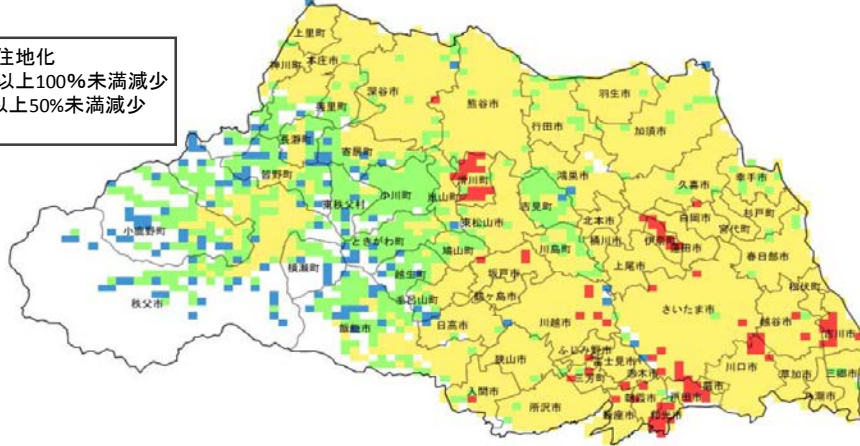 住地化
以上100%未満減少
以上50%未満減少
上里町
神川町
本庄市
美里町
深谷市
熊谷市
羽生市
行田市
加須市
長瀞町
寄居町
皆野町
小川町
嵐山町
滑川町
鴻巣市
久喜市
幸手市
東秩父村
吉見町
東松山市
北本市
白岡市
杉戸町
宮代町
小鹿野町
ときがわ町
鳩山町
川島町
桶川市
伊奈町
蓮田市
春日部市
横瀬町
越生町
坂戸市
上尾市
松伏町
秩父市
毛呂山町
鶴ヶ島市
さいたま市
飯能市
日高市
川越市
越谷市
吉川市
ふじみ野市
狭山市
富士見市
川口市
草加市
三郷市
三芳町
志木市
蕨市
八潮市
入間市
朝霞市
戸田市
所沢市
新座市
和光市